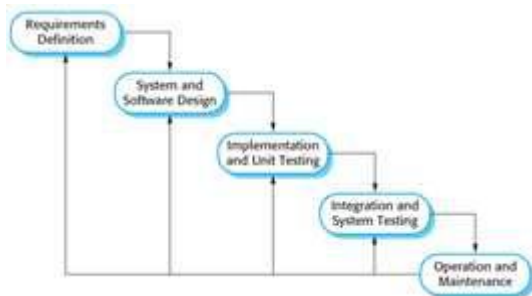 Requirements
Definition
System and
Software Design
Implementation
and Unit Testing
Integration and
System Testing
Operation and
Maintenance